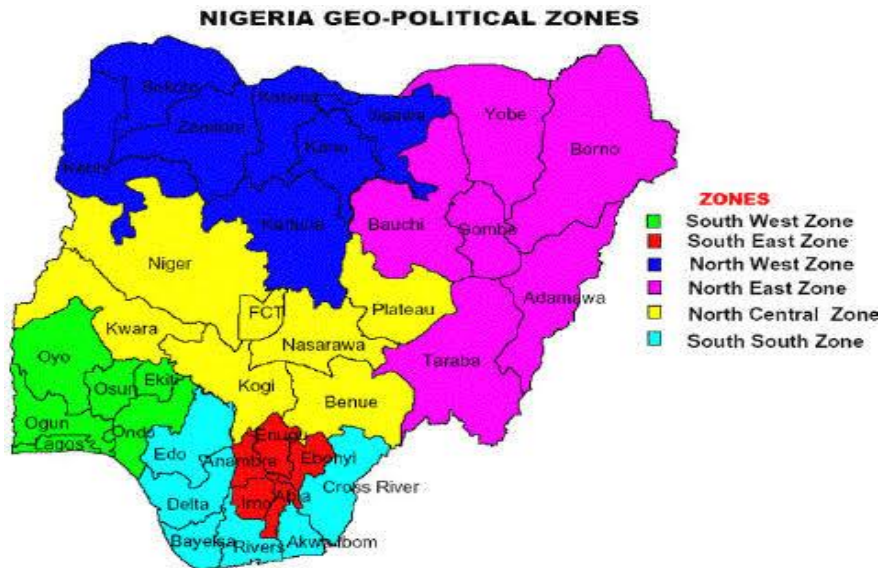 NIGERIA GEO-POLITICAL ZONES
Sokoto
Katsina
Jigawa
Yobe
Zamfara
Kano
Borno
Kebbi
Kaduna
Bauchi
Gombe
Niger
Adamawa
FCT
Plateau
Kwara
Nasarawa
Taraba
Oyo
Osun
Ekiti
Kogi
Benue
Ogun
Lagos
Ondo
Edo
Enugu
Anambra
Ebonyi
Cross River
Delta
Imo
Abia
Bayelsa
Rivers
Akwa-Ibom
ZONES
South West Zone
South East Zone
North West Zone
North East Zone
North Central Zone
South South Zone